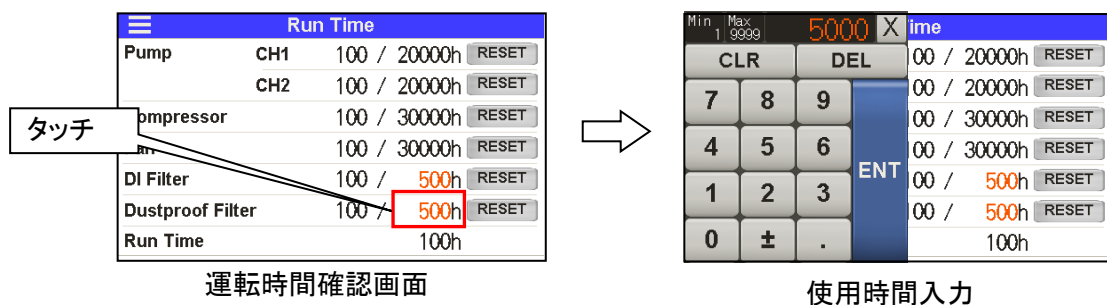 Run Time
Pump CH1 100 / 20000h RESET
CH2 100 / 20000h RESET
ompressor 100 / 30000h RESET
100 / 30000h RESET
DI Filter 100 / 500h RESET
Dustproof Filter 100 / 500h RESET
Run Time 100h
タッチ
運転時間確認画面
Min 1 Max 9999 5000 X ime
CLR DEL 00 / 20000h RESET
7 8 9 00 / 20000h RESET
00 / 30000h RESET
4 5 6 00 / 30000h RESET
ENT 00 / 500h RESET
1 2 3 00 / 500h RESET
0 ± . 100h
使用時間入力